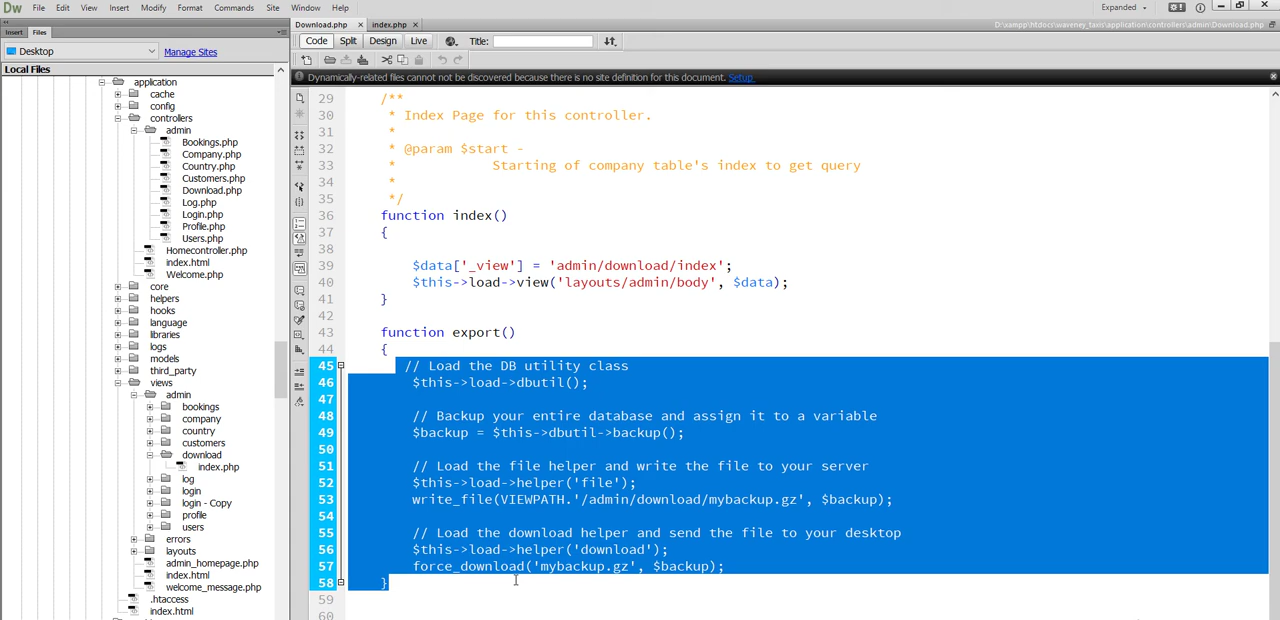 Dw File Edit View Insert Modify Format Commands Site Window Help Expanded
Insert Files
Desktop Manage Sites
Local Files
application
cache
config
controllers
admin
Bookings.php
Company.php
Country.php
Customers.php
Download.php
Log.php
Login.php
Profile.php
Users.php
Homecontroller.php
index.html
Welcome.php
core
helpers
hooks
language
libraries
logs
models
third_party
views
admin
bookings
company
country
customers
download
index.php
log
login
login - Copy
profile
users
errors
layouts
admin_homepage.php
index.html
welcome_message.php
.htaccess
index.html
Download.php index.php D:\xampp\htdocs\waveney_taxis\application\controllers\admin\Download.php
Code Split Design Live Title:
Dynamically-related files cannot not be discovered because there is no site definition for this document. Setup
29 /**
30 * Index Page for this controller.
31 *
32 * @param $start -
33 * Starting of company table's index to get query
34 *
35 */
36 function index()
37 {
38
39 $data['_view'] = 'admin/download/index';
40 $this->load->view('layouts/admin/body', $data);
41 }
42
43 function export()
44 {
45 // Load the DB utility class
46 $this->load->dbutil();
47
48 // Backup your entire database and assign it to a variable
49 $backup = $this->dbutil->backup();
50
51 // Load the file helper and write the file to your server
52 $this->load->helper('file');
53 write_file(VIEWPATH.'/admin/download/mybackup.gz', $backup);
54
55 // Load the download helper and send the file to your desktop
56 $this->load->helper('download');
57 force_download('mybackup.gz', $backup);
58 }
59
60